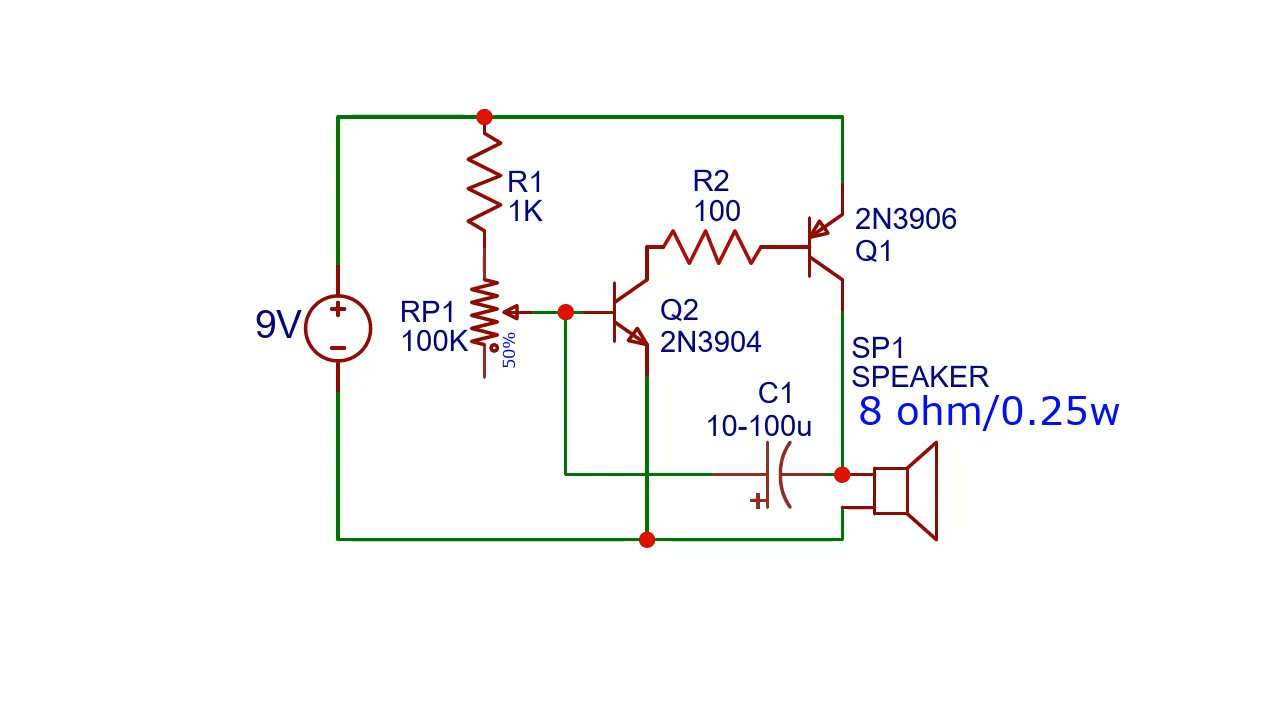 R1
1K
R2
100
2N3906
Q1
9V
+
RP1
100K
50%
Q2
2N3904
SP1
SPEAKER
8 ohm/0.25w
C1
10-100u
+